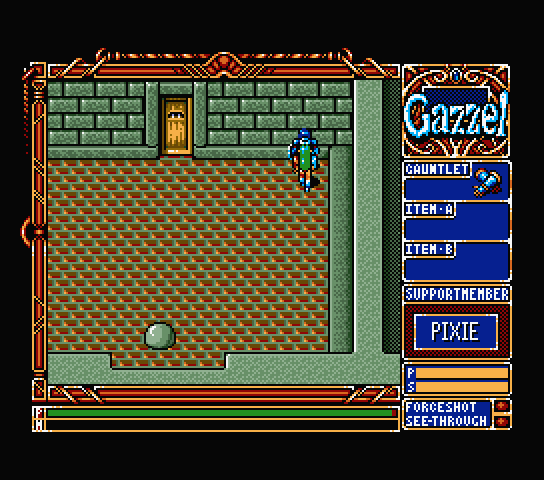 Gazzel
GAUNTLET
ITEM·A
ITEM·B
SUPPORTMEMBER
PIXIE
P
S
FORCESHOT
SEE-THROUGH
P
M